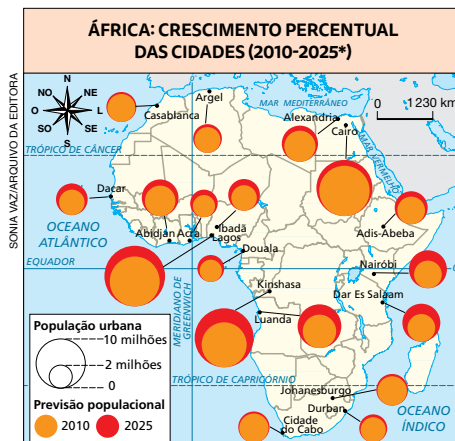 ÁFRICA: CRESCIMENTO PERCENTUAL
DAS CIDADES (2010-2025*)
SONIA VAZ/ARQUIVO DA EDITORA
N
NO
NE
O
L
SO
SE
S
Argel
Casablanca
MAR MEDITERRÂNEO
0 1 230 km
Alexandria
Cairo
MAR VERMELHO
TRÓPICO DE CÂNCER
Dacar
OCEANO
ATLÂNTICO
Abidjan
Acra
Ibadã
Lagos
Adis-Abeba
Douala
EQUADOR
Nairóbi
Kinshasa
Dar Es Salaam
MERIDIANO DE
GREENWICH
Luanda
TRÓPICO DE CAPRICÓRNIO
Johanesburgo
Durban
OCEANO
ÍNDICO
Cidade
do Cabo
População urbana
10 milhões
2 milhões
0
Previsão populacional
2010 2025